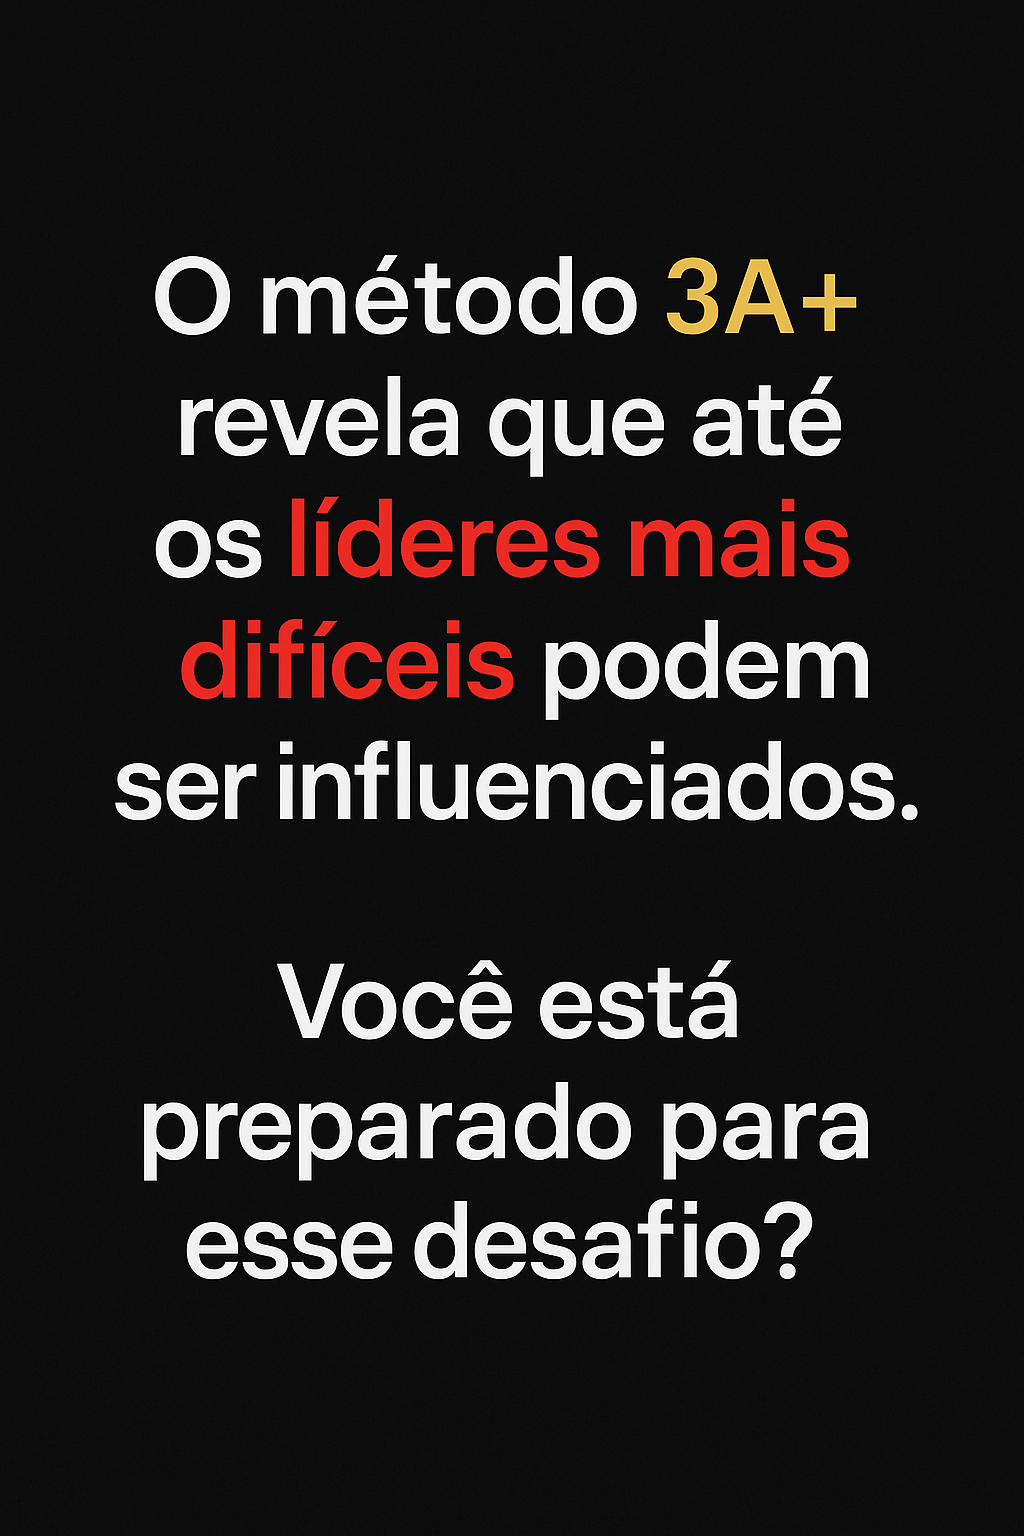 O método 3A+
revela que até
os líderes mais
difíceis podem
ser influenciados.
Você está
preparado para
esse desafio?